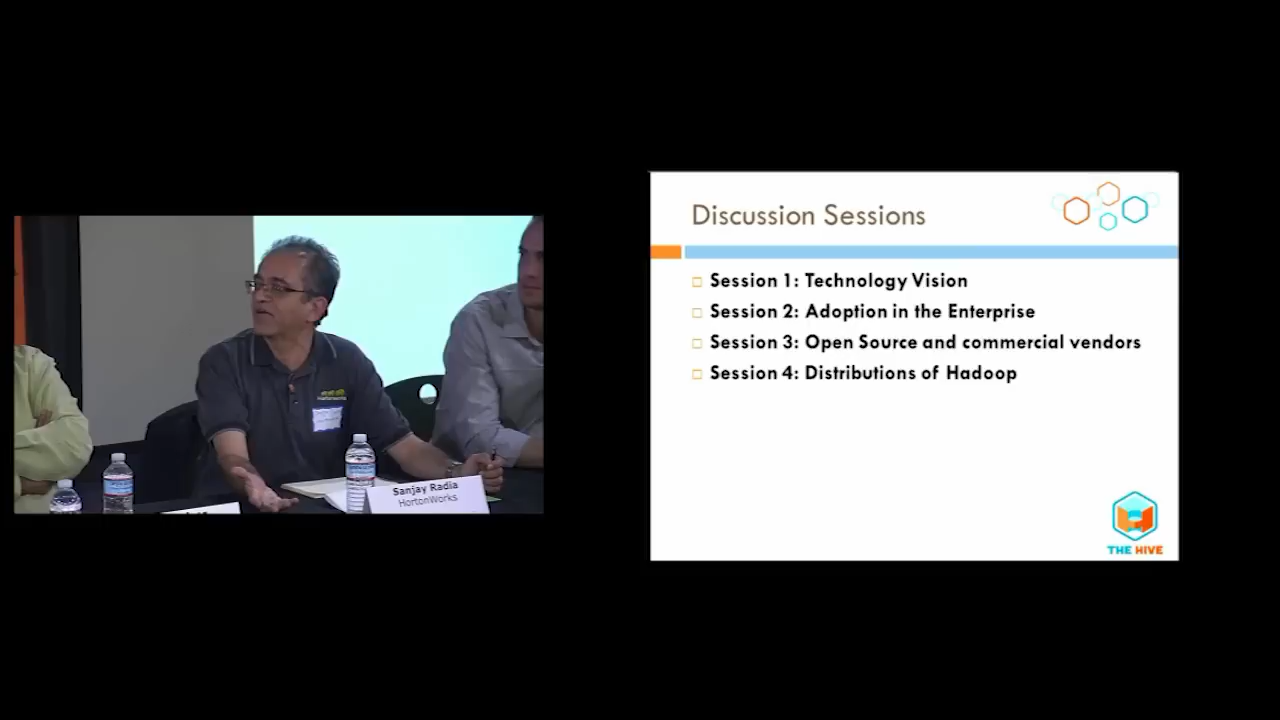 Sanjay Radia
HortonWorks
Discussion Sessions
Session 1: Technology Vision
Session 2: Adoption in the Enterprise
Session 3: Open Source and commercial vendors
Session 4: Distributions of Hadoop
THE HIVE